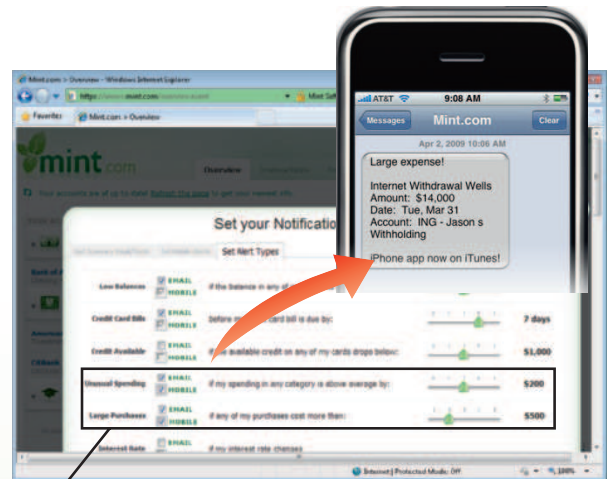 AT&T 9:08 AM
Messages Mint.com Clear
Apr 2, 2009 10:06 AM
Large expense!
Internet Withdrawal Wells
Amount: $14,000
Date: Tue, Mar 31
Account: ING - Jason s
Withholding
iPhone app now on iTunes!
Mint.com > Overview - Windows Internet Explorer
https://
Favorites Mint.com > Overview
mint.com
Overview
Set your Notificatio
Set Alert Types
Low Balances EMAIL if the balance in any of
MOBILE
Credit Card Bills EMAIL before my card bill is due by: 7 days
MOBILE
Credit Available EMAIL if the available credit on any of my cards drops below: $1,000
MOBILE
Unusual Spending EMAIL if my spending in any category is above average by: $200
MOBILE
Large Purchases EMAIL if any of my purchases cost more than: $500
MOBILE
Interest Rate EMAIL if my interest rate changes
Internet | Protected Mode: Off 100%